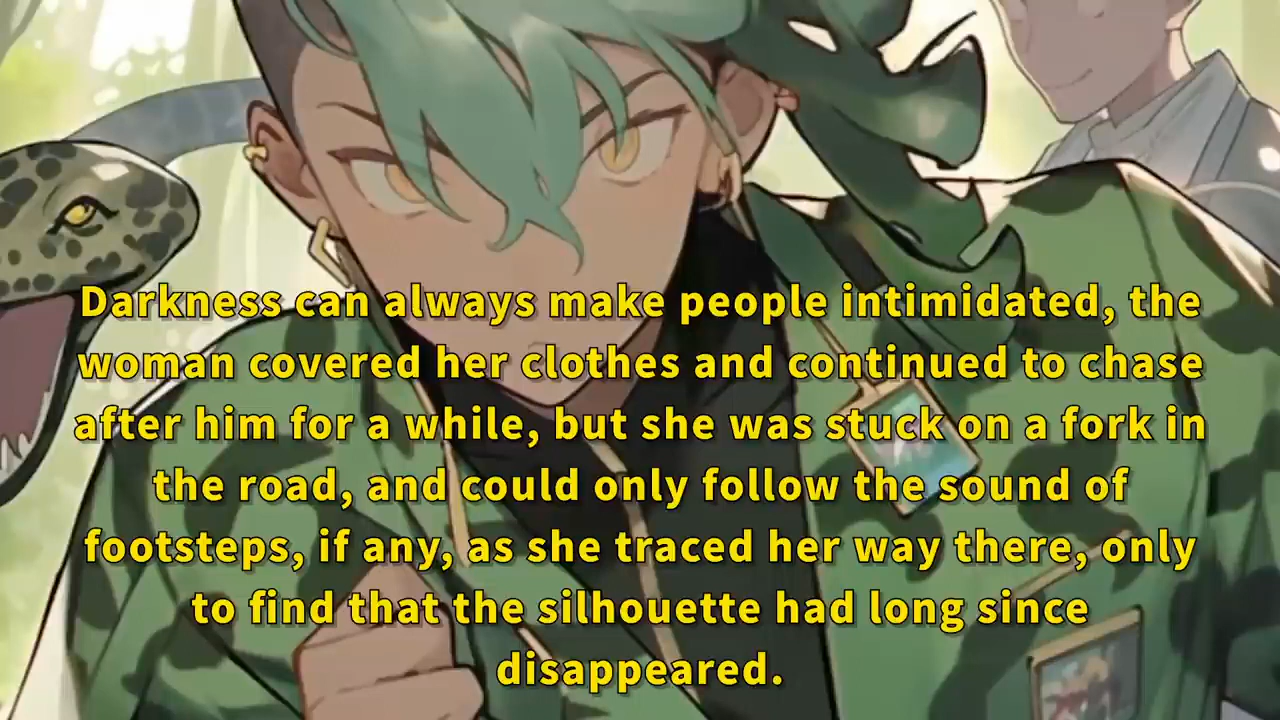 Darkness can always make people intimidated, the
woman covered her clothes and continued to chase
after him for a while, but she was stuck on a fork in
the road, and could only follow the sound of
footsteps, if any, as she traced her way there, only
to find that the silhouette had long since
disappeared.